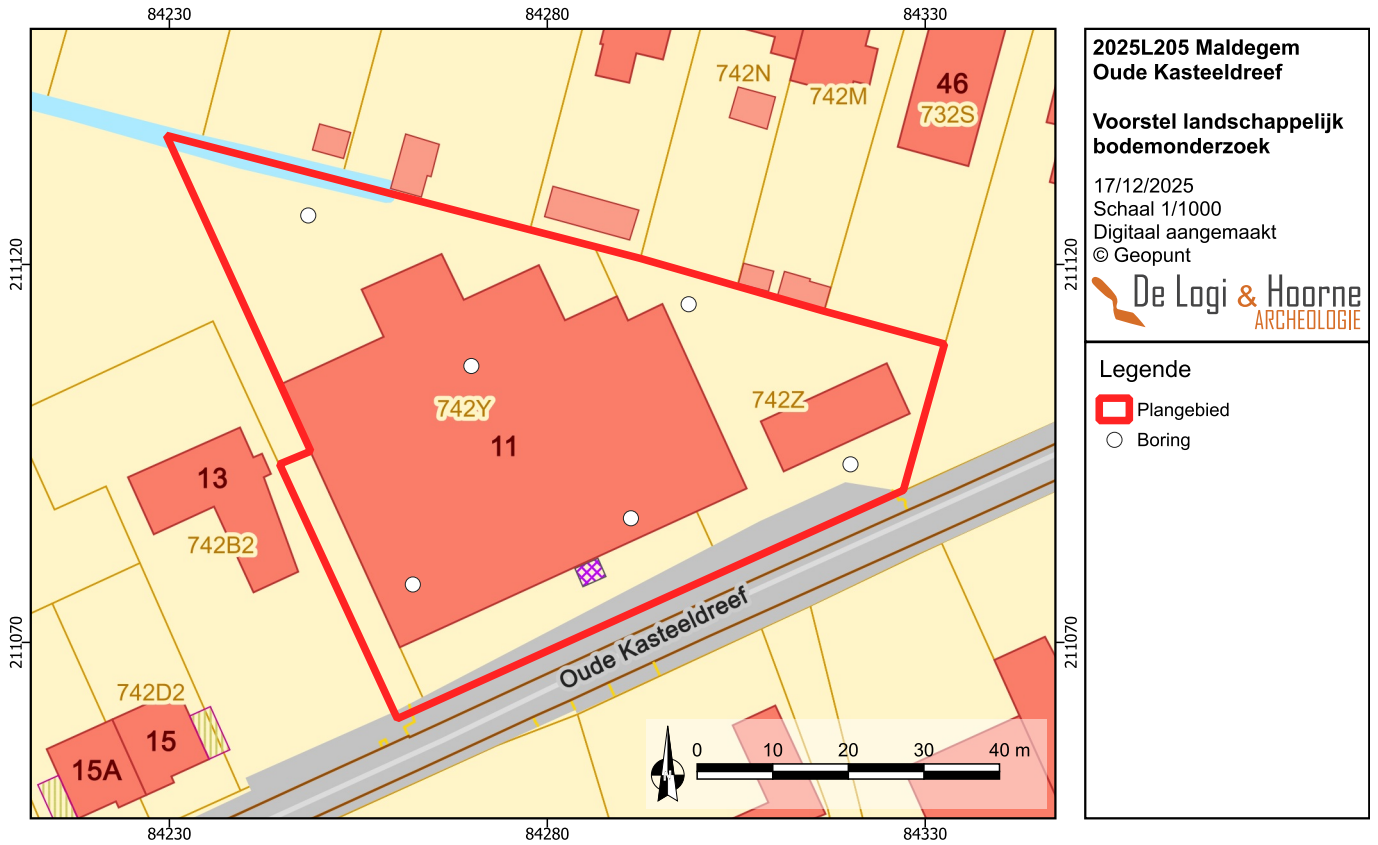 84230 84280 84330
742N
742M
46
732S
211120 211120
742Y
11
742Z
13
742B2
211070 211070
Oude Kasteeldreef
742D2
15
15A
N
0 10 20 30 40 m
84230 84280 84330
2025L205 Maldegem
Oude Kasteeldreef
Voorstel landschappelijk
bodemonderzoek
17/12/2025
Schaal 1/1000
Digitaal aangemaakt
© Geopunt
De Logi & Hoorne
ARCHEOLOGIE
Legende
Plangebied
Boring